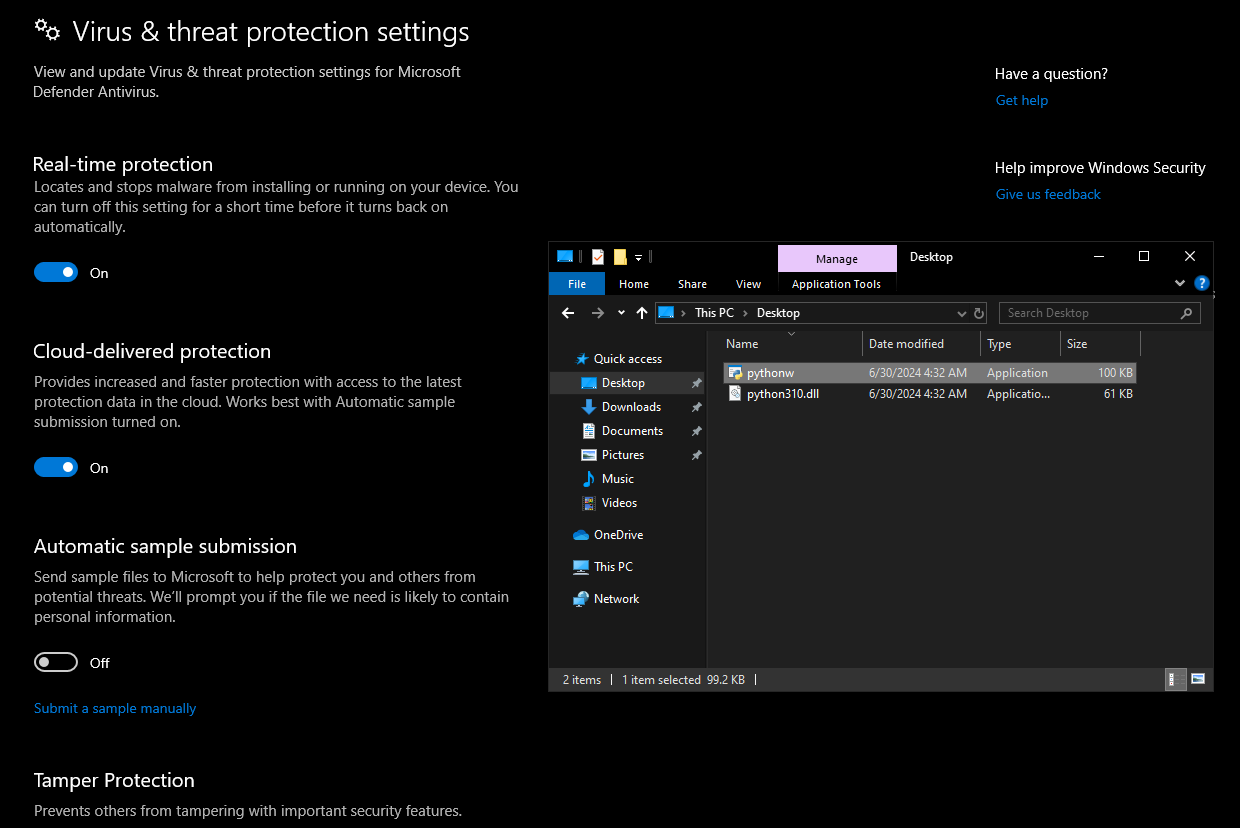 Virus & threat protection settings
View and update Virus & threat protection settings for Microsoft
Defender Antivirus.
Have a question?
Get help
Help improve Windows Security
Give us feedback
Real-time protection
Locates and stops malware from installing or running on your device. You
can turn off this setting for a short time before it turns back on
automatically.
On
Cloud-delivered protection
Provides increased and faster protection with access to the latest
protection data in the cloud. Works best with Automatic sample
submission turned on.
On
Automatic sample submission
Send sample files to Microsoft to help protect you and others from
potential threats. We'll prompt you if the file we need is likely to contain
personal information.
Off
Submit a sample manually
Tamper Protection
Prevents others from tampering with important security features.
Manage Desktop
File Home Share View Application Tools
This PC › Desktop
Search Desktop
Name Date modified Type Size
pythonw 6/30/2024 4:32 AM Application 100 KB
python310.dll 6/30/2024 4:32 AM Applicatio... 61 KB
Quick access
Desktop
Downloads
Documents
Pictures
Music
Videos
OneDrive
This PC
Network
2 items 1 item selected 99.2 KB